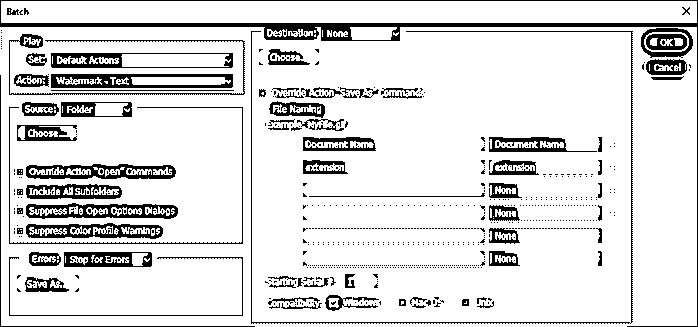 Batch
Play
Set: Default Actions
Action: Watermark - Text
Source: Folder
Choose...
Override Action "Open" Commands
Include All Subfolders
Suppress File Open Options Dialogs
Suppress Color Profile Warnings
Errors: Stop for Errors
Save As...
Destination: None
Choose...
Override Action "Save As" Commands
File Naming
Example: MyFile.gif
Document Name Document Name
extension extension
None
None
None
None
Starting Serial #: 1
Compatibility: Windows Mac OS Unix
OK
Cancel